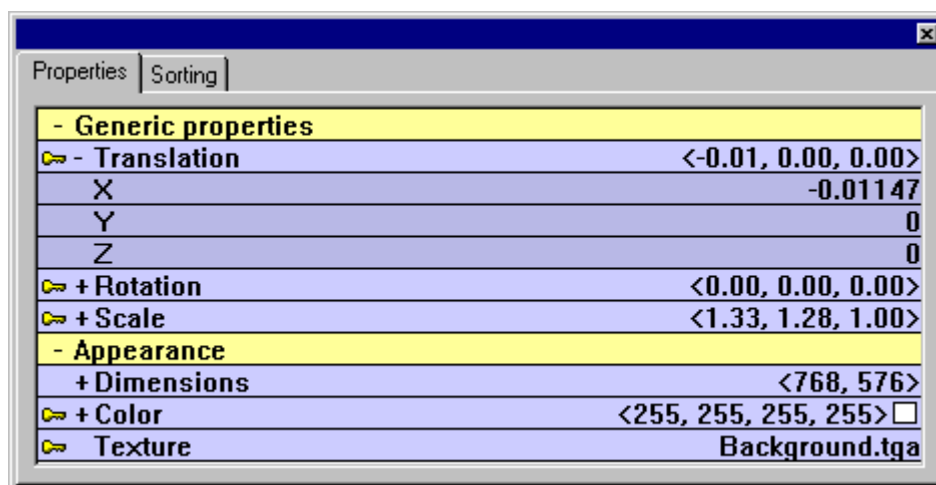 Properties Sorting
- Generic properties
- Translation <-0.01, 0.00, 0.00>
X -0.01147
Y 0
Z 0
+ Rotation <0.00, 0.00, 0.00>
+ Scale <1.33, 1.28, 1.00>
- Appearance
+ Dimensions <768, 576>
+ Color <255, 255, 255, 255>
Texture Background.tga